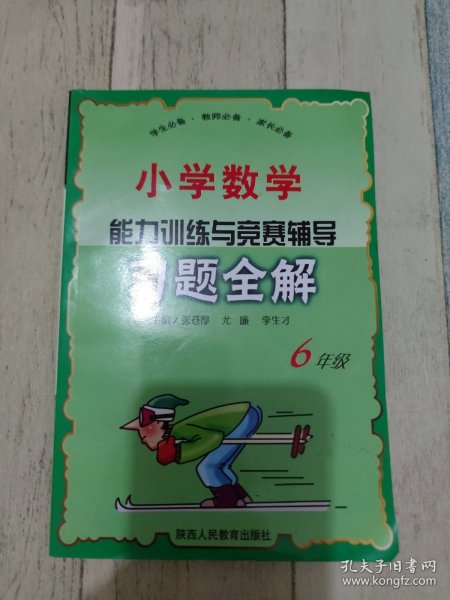 学生必备·教师必备·家长必备
小学数学
能力训练与竞赛辅导
习题全解
主编/张苍厚 尤廉 李生才
6年级
陕西人民教育出版社
孔夫子旧书网
www.kongfz.com